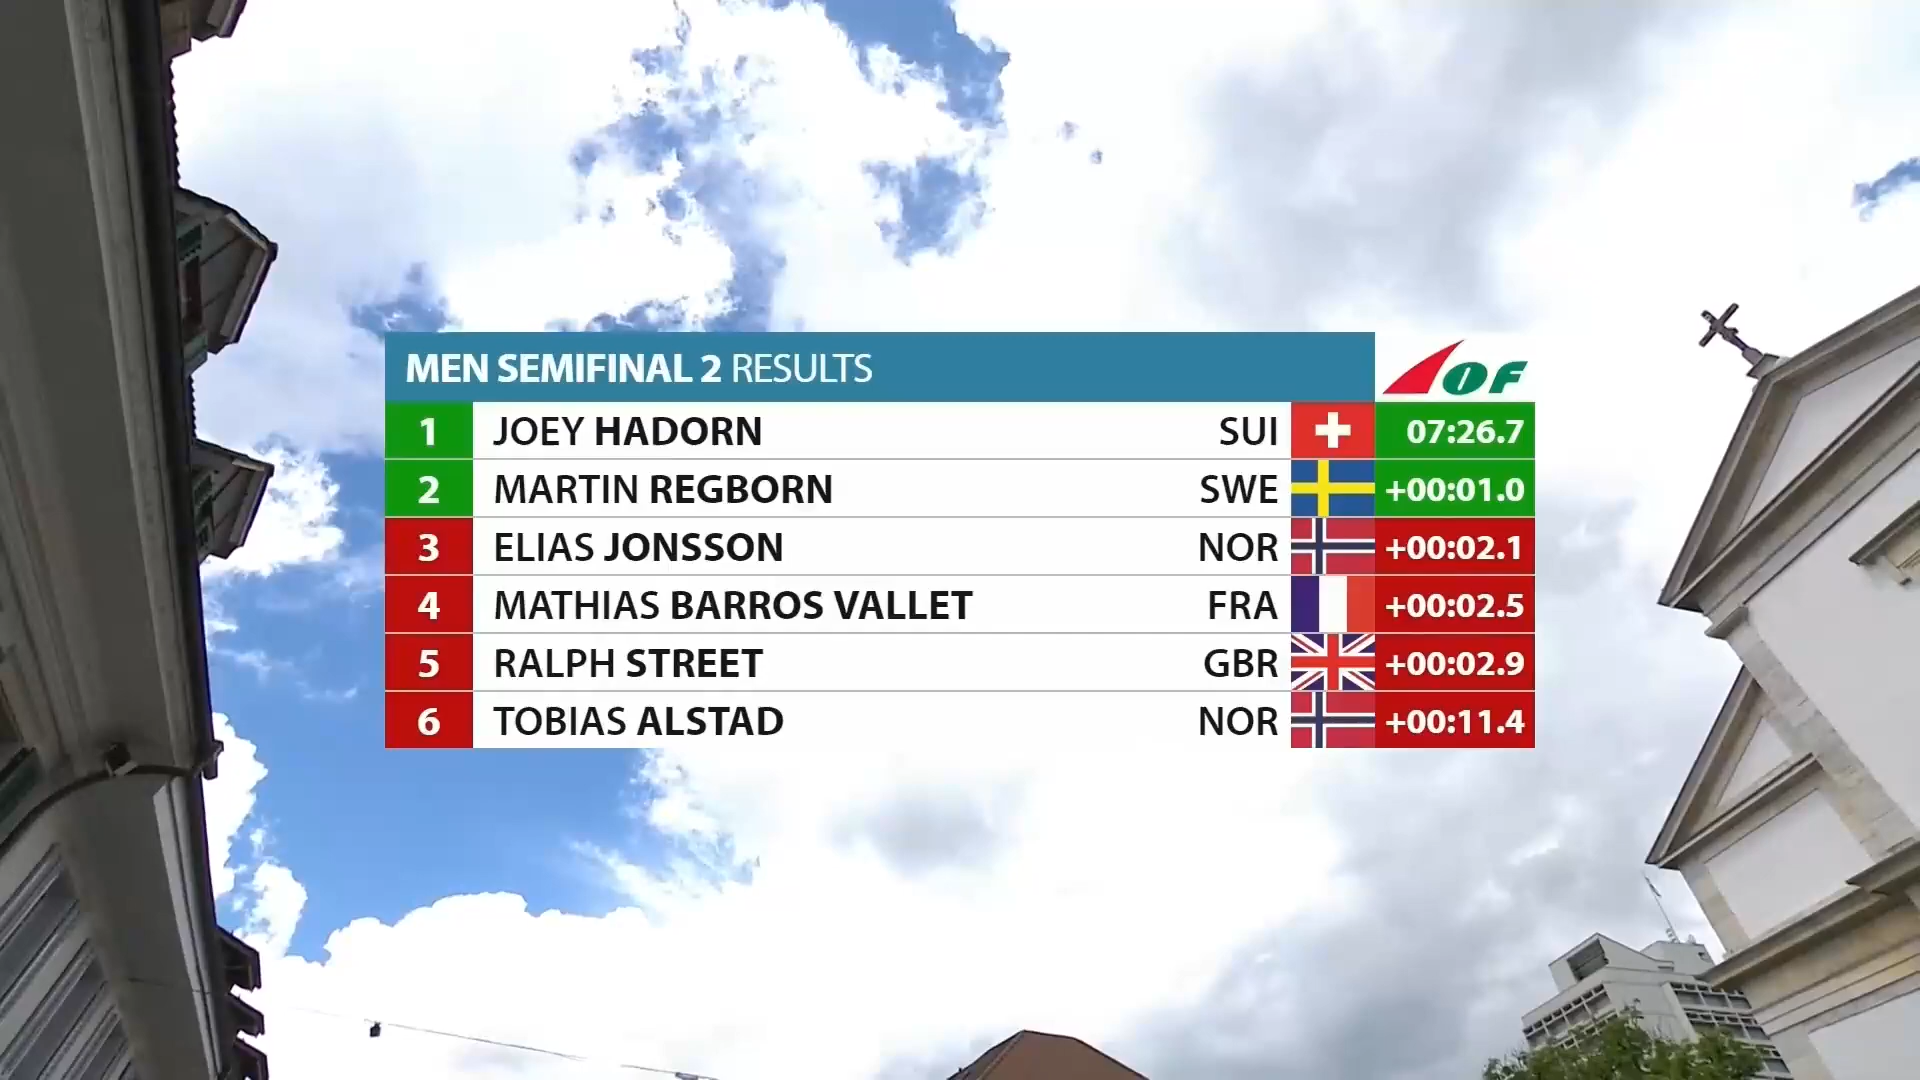 MEN SEMIFINAL 2 RESULTS IOF
1 JOEY HADORN SUI 07:26.7
2 MARTIN REGBORN SWE +00:01.0
3 ELIAS JONSSON NOR +00:02.1
4 MATHIAS BARROS VALLET FRA +00:02.5
5 RALPH STREET GBR +00:02.9
6 TOBIAS ALSTAD NOR +00:11.4